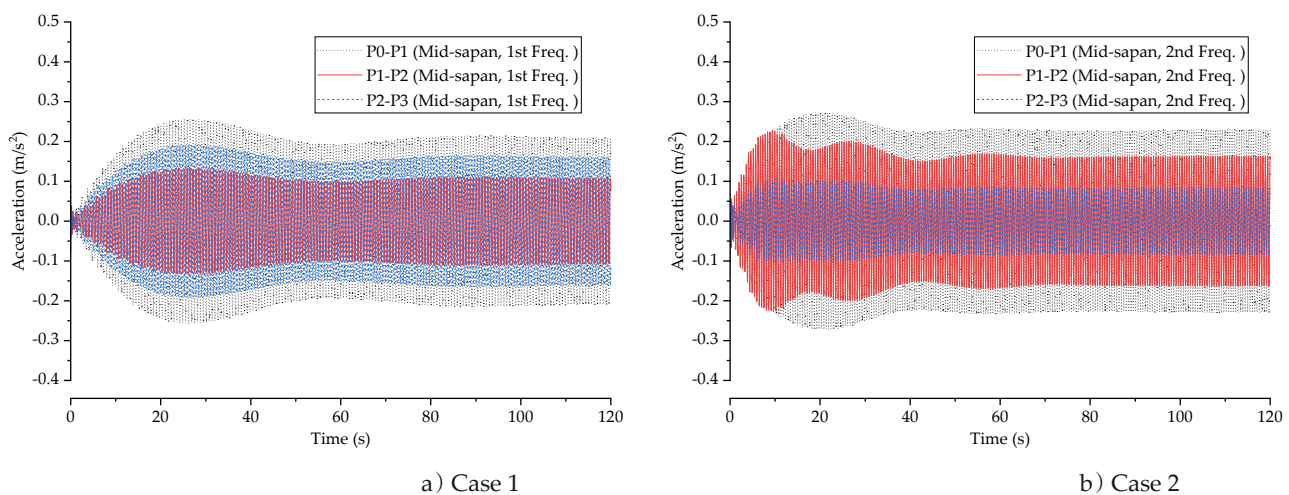 0.5
0.4
0.3
0.2
0.1
0.0
-0.1
-0.2
-0.3
-0.4
Acceleration (m/s²)
P0-P1 (Mid-sapan, 1st Freq. )
P1-P2 (Mid-sapan, 1st Freq. )
P2-P3 (Mid-sapan, 1st Freq. )
0 20 40 60 80 100 120
Time (s)
a) Case 1
0.5
0.4
0.3
0.2
0.1
0.0
-0.1
-0.2
-0.3
-0.4
Acceleration (m/s²)
P0-P1 (Mid-sapan, 2nd Freq. )
P1-P2 (Mid-sapan, 2nd Freq. )
P2-P3 (Mid-sapan, 2nd Freq. )
0 20 40 60 80 100 120
Time (s)
b) Case 2